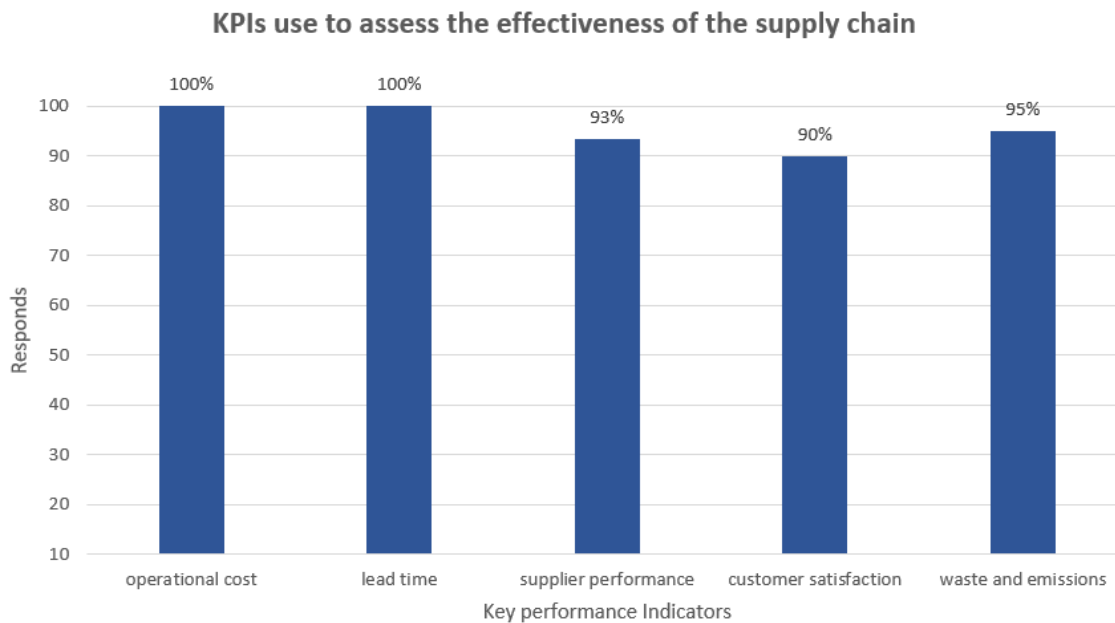 KPIs use to assess the effectiveness of the supply chain
100%
100%
93%
90%
95%
100
90
80
70
60
50
40
30
20
10
Responds
operational cost
lead time
supplier performance
customer satisfaction
waste and emissions
Key performance Indicators